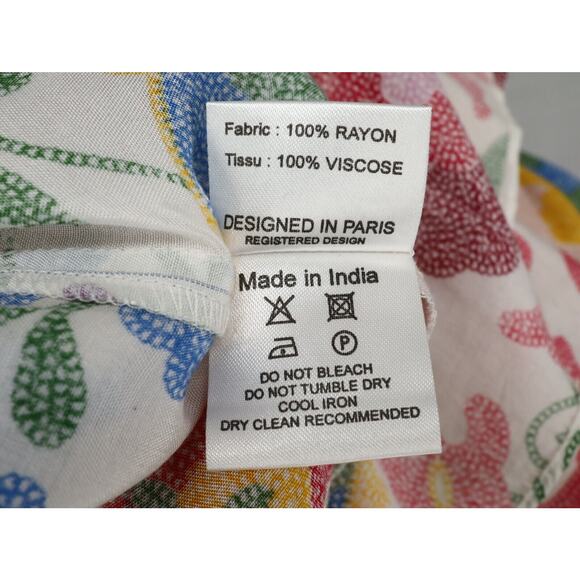 Fabric : 100% RAYON
Tissu : 100% VISCOSE
DESIGNED IN PARIS
REGISTERED DESIGN
Made in India
P
DO NOT BLEACH
DO NOT TUMBLE DRY
COOL IRON
DRY CLEAN RECOMMENDED